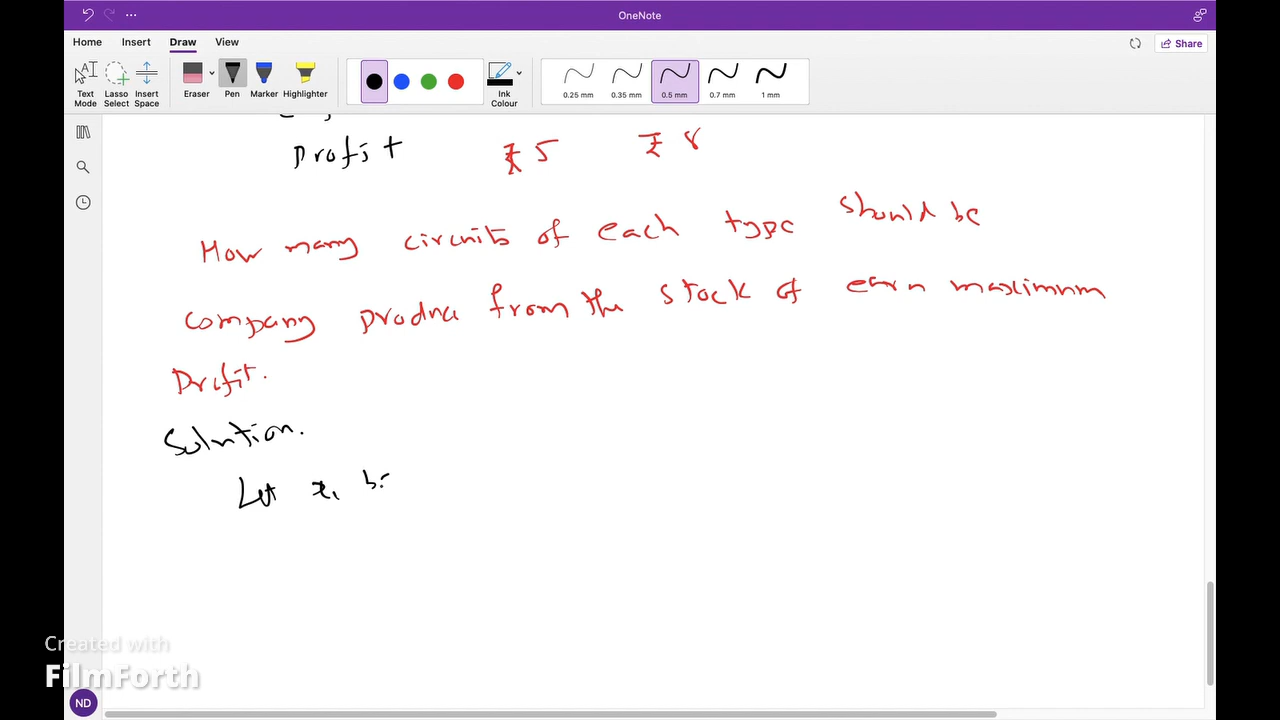 OneNote
Home Insert Draw View
Share
Text Mode Lasso Select Insert Space Eraser Pen Marker Highlighter Ink Colour 0.25 mm 0.35 mm 0.5 mm 0.7 mm 1 mm
Profit ₹ 5 ₹ 8
How many circuits of each type should be
company produce from the stock of earn maximum
Profit.
Solution.
Let x₁ be
Created with
FilmForth
ND